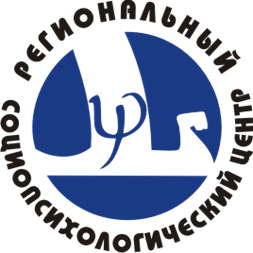 РЕГИОНАЛЬНЫЙ
СОЦИОПСИХОЛОГИЧЕСКИЙ ЦЕНТР
ψ